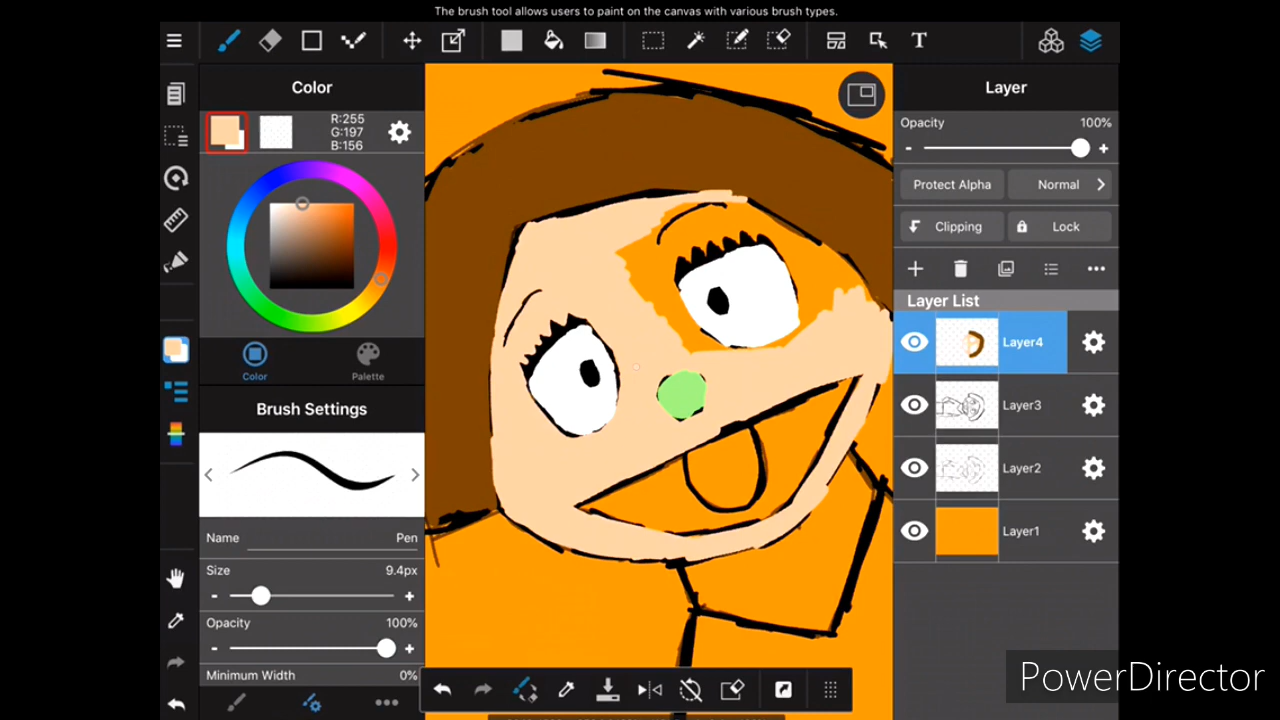 The brush tool allows users to paint on the canvas with various brush types.
T
Color
Layer
R:255
G:197
B:156
Opacity 100%
- +
Protect Alpha Normal
Clipping Lock
Layer List
Layer4
Color Palette
Brush Settings
Layer3
Layer2
Name Pen
Layer1
Size 9.4px
- +
Opacity 100%
- +
Minimum Width 0%
PowerDirector